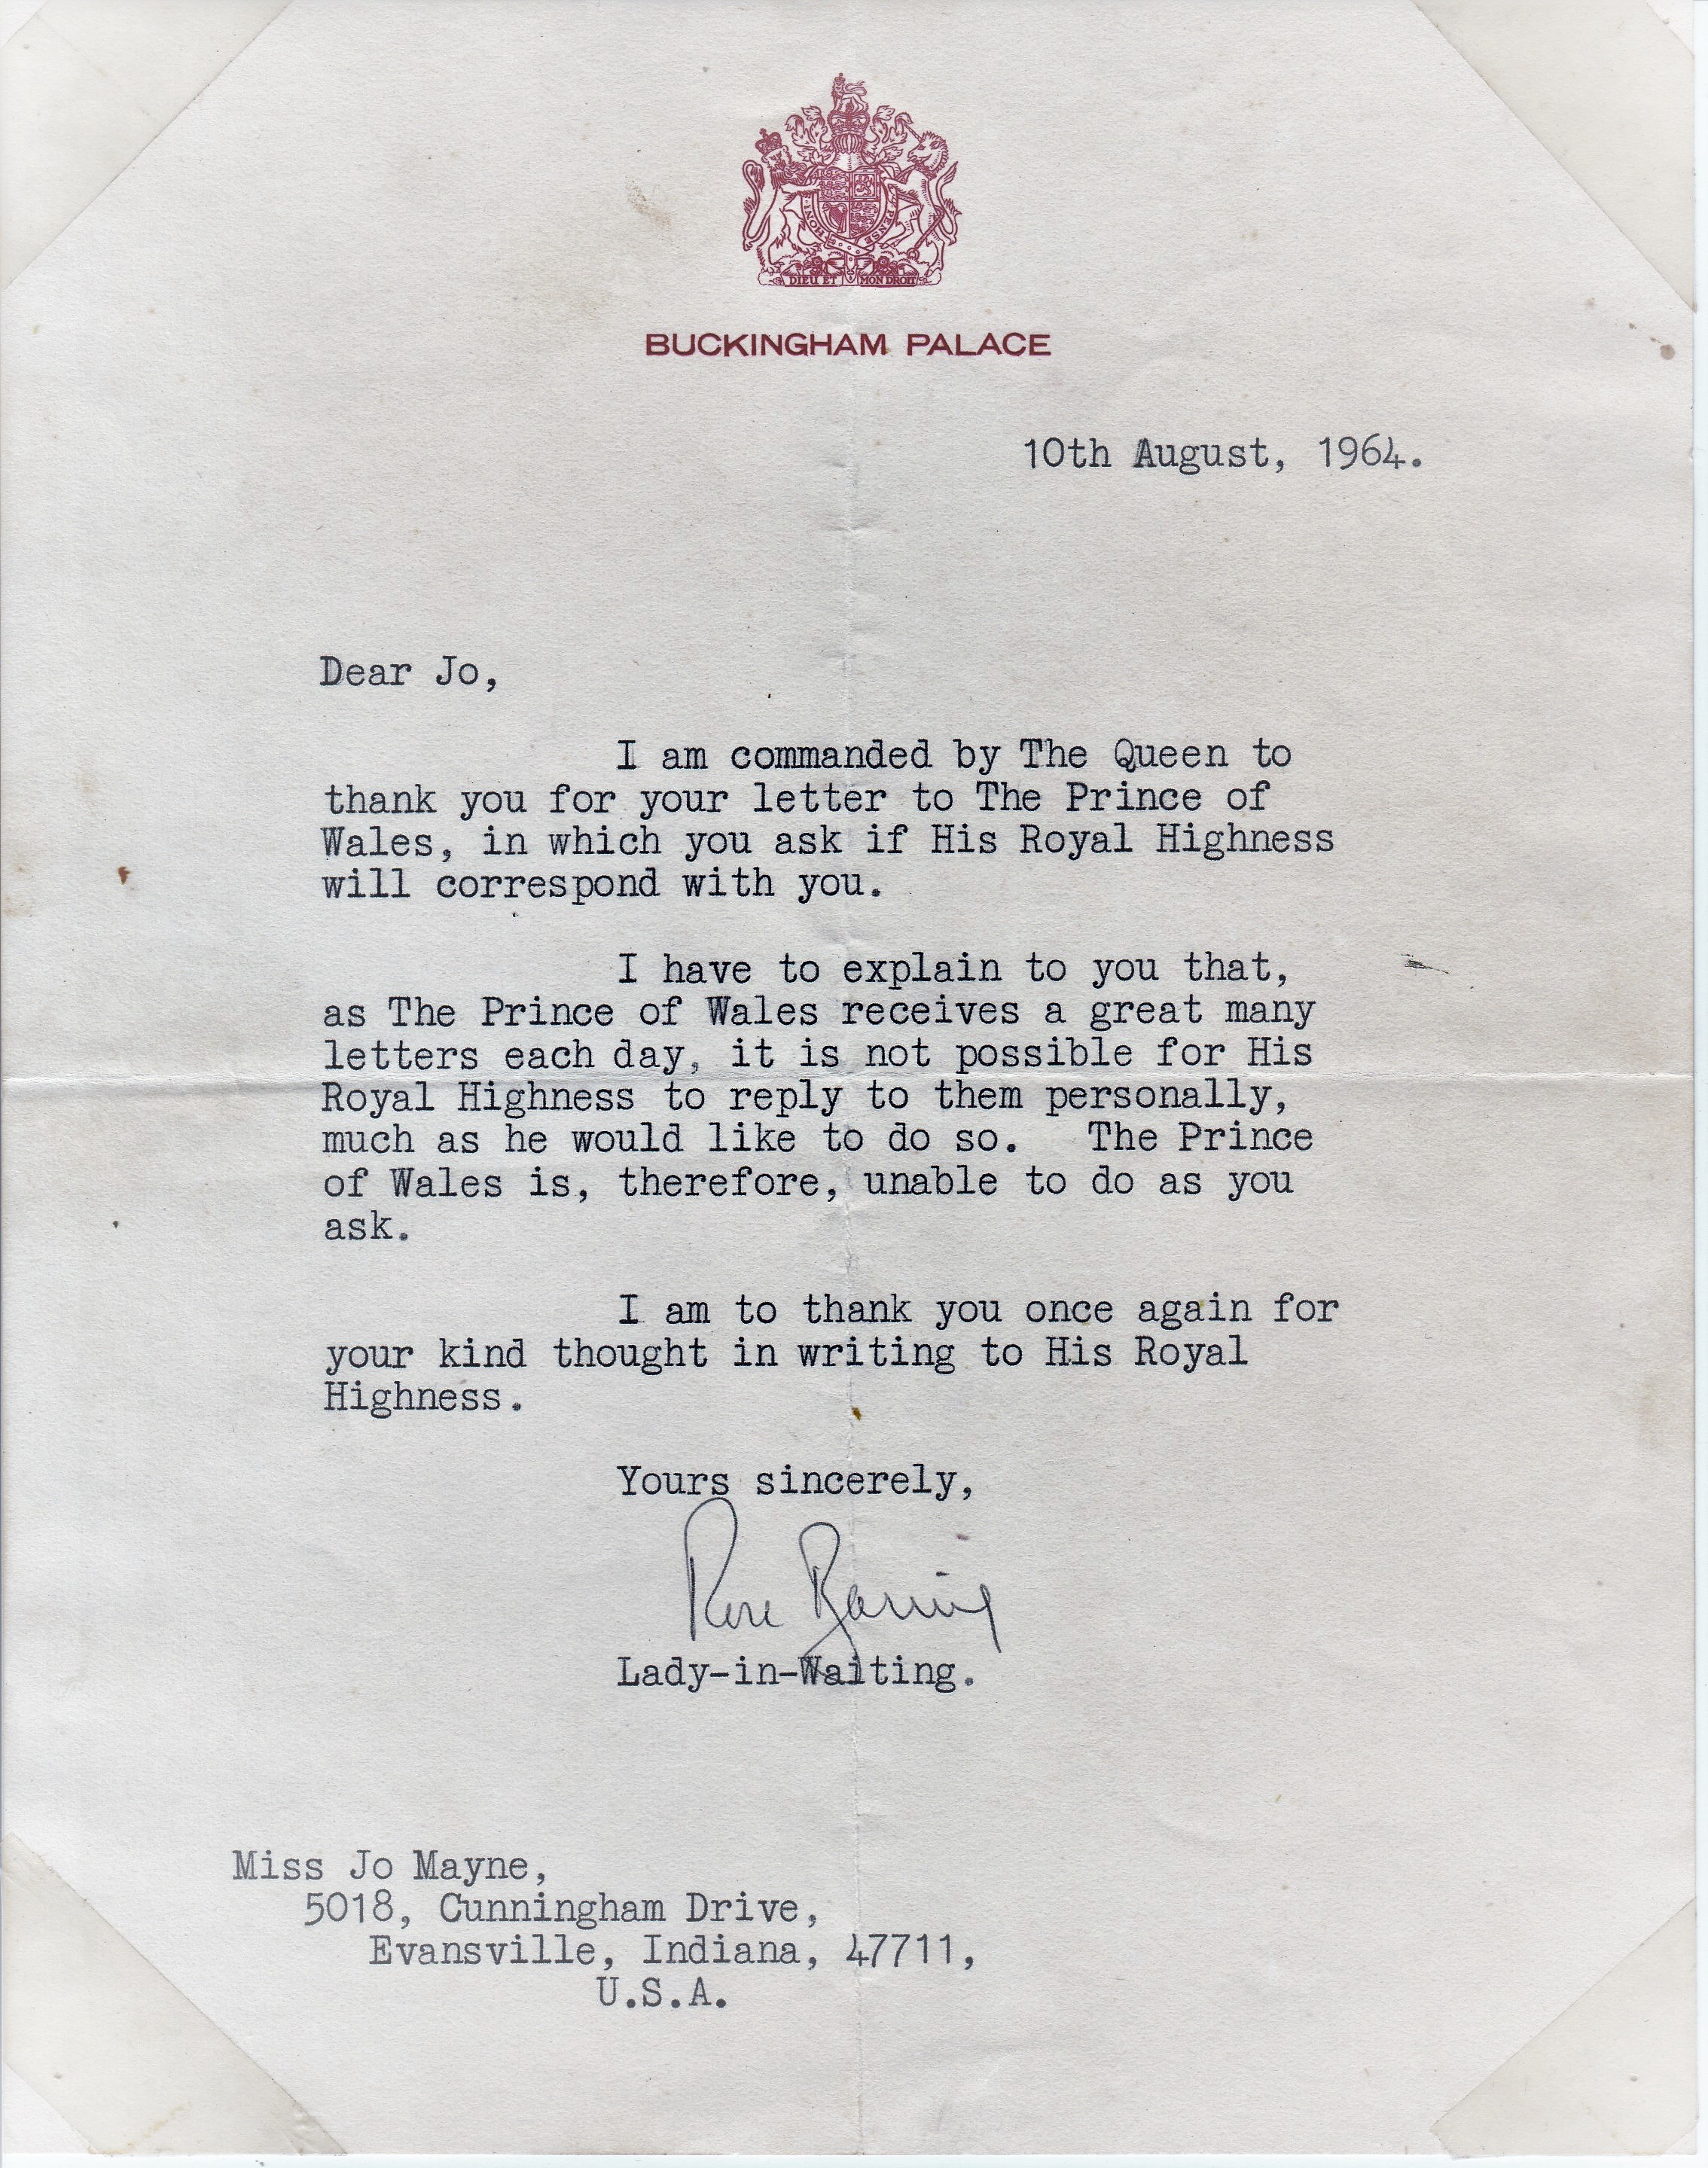 HONI
PENSE
DIEU ET MON DROIT
BUCKINGHAM PALACE
10th August, 1964.
Dear Jo,
I am commanded by The Queen to
thank you for your letter to The Prince of
Wales, in which you ask if His Royal Highness
will correspond with you.
I have to explain to you that,
as The Prince of Wales receives a great many
letters each day, it is not possible for His
Royal Highness to reply to them personally,
much as he would like to do so. The Prince
of Wales is, therefore, unable to do as you
ask.
I am to thank you once again for
your kind thought in writing to His Royal
Highness.
Yours sincerely,
Rose Baring
Lady-in-Waiting.
Miss Jo Mayne,
5018, Cunningham Drive,
Evansville, Indiana, 47711,
U.S.A.